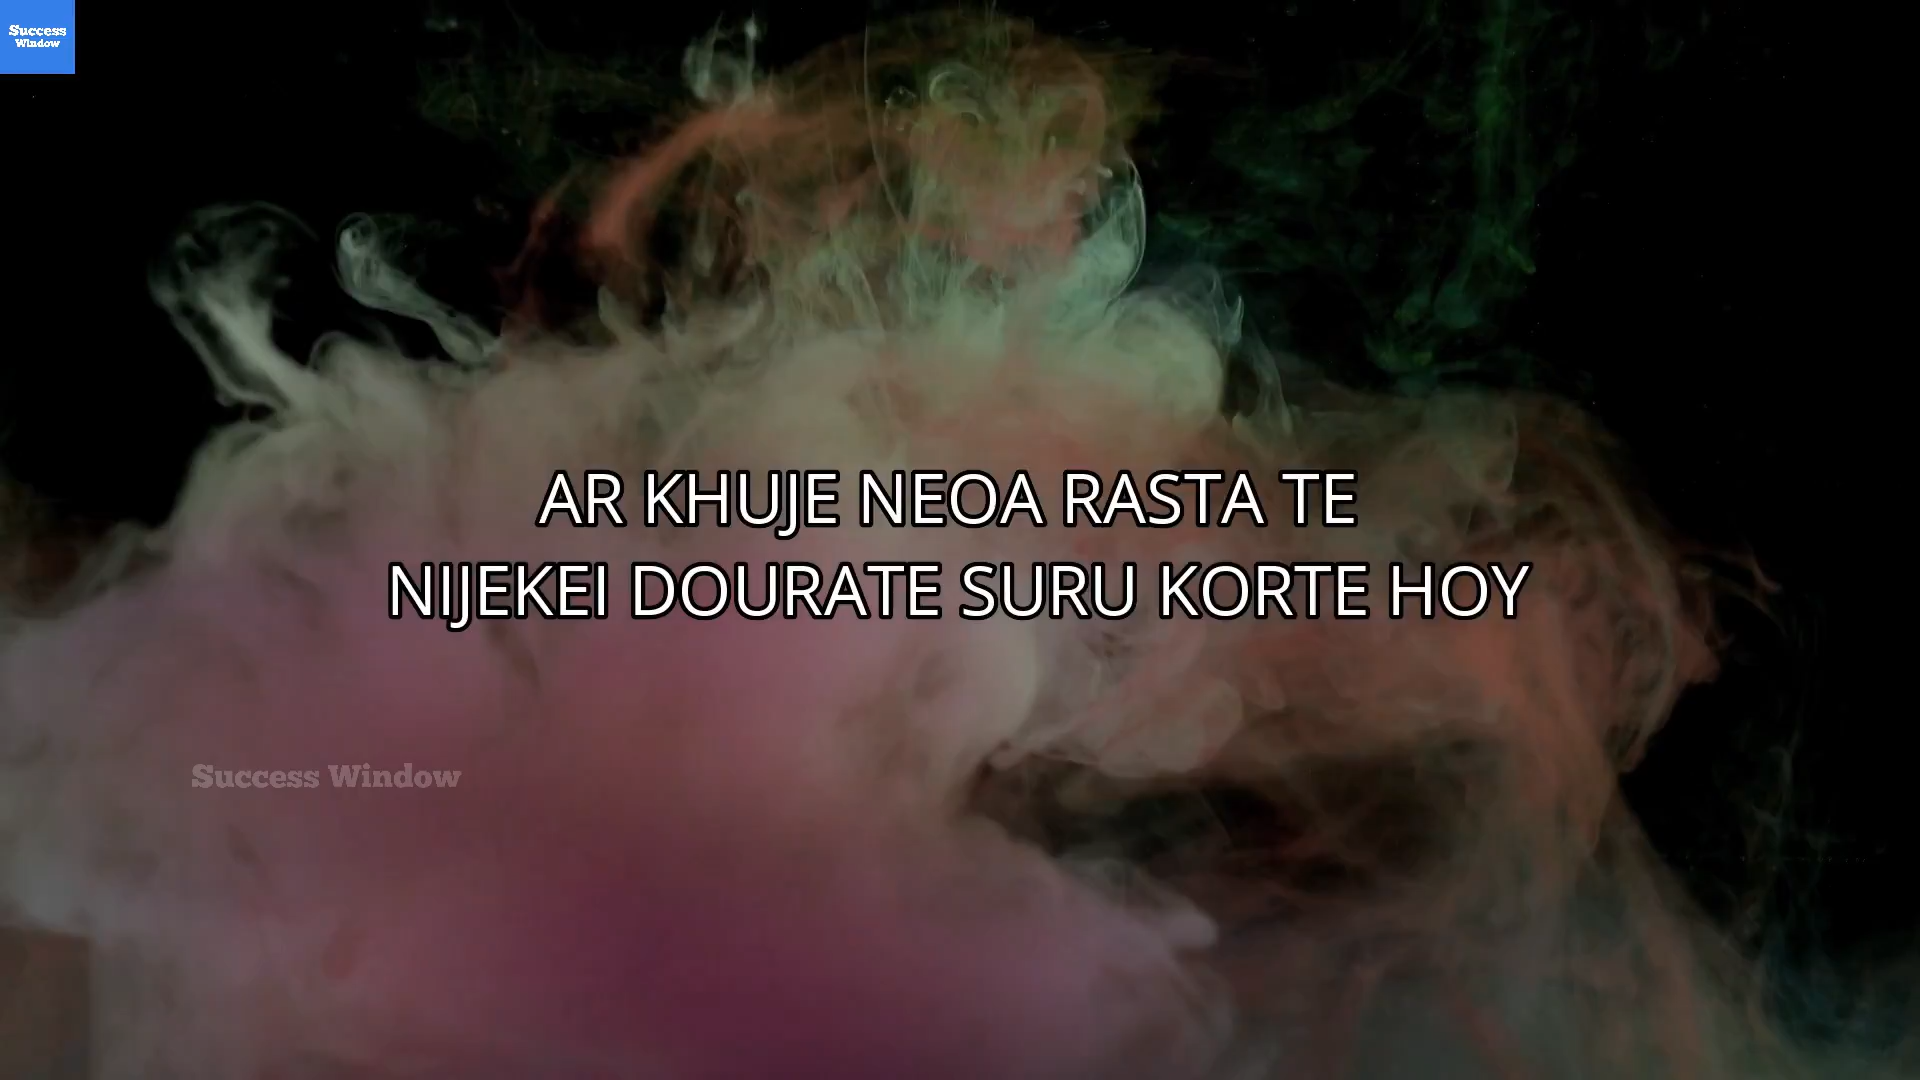 Success
Window
AR KHUJE NEOA RASTA TE
NIJEKEI DOURATE SURU KORTE HOY
Success Window